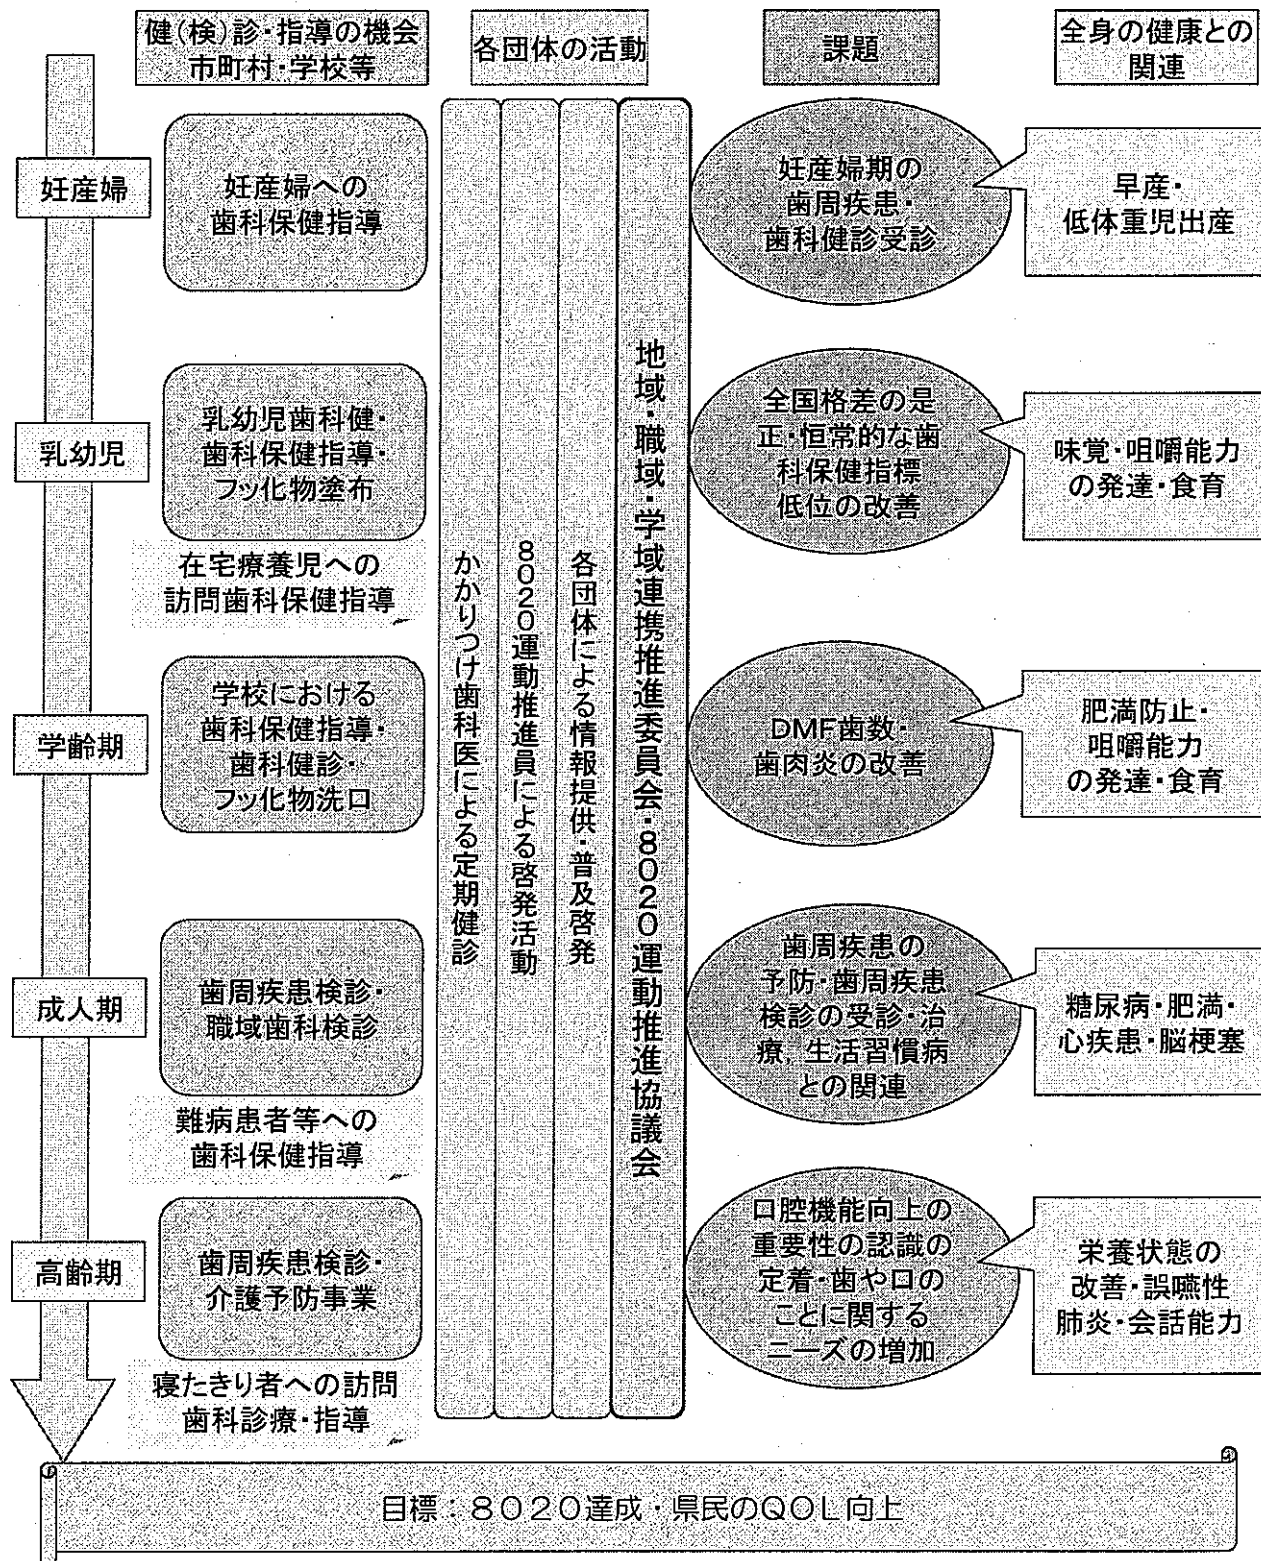 健(検)診・指導の機会
市町村・学校等
各団体の活動
課題
全身の健康との
関連
妊産婦
妊産婦への
歯科保健指導
妊産婦期の
歯周疾患・
歯科健診受診
早産・
低体重児出産
乳幼児
乳幼児歯科健・
歯科保健指導・
フッ化物塗布
在宅療養児への
訪問歯科保健指導
全国格差の是
正・恒常的な歯
科保健指標
低位の改善
味覚・咀嚼能力
の発達・食育
学齢期
学校における
歯科保健指導・
歯科健診・
フッ化物洗口
DMF歯数・
歯肉炎の改善
肥満防止・
咀嚼能力
の発達・食育
成人期
歯周疾患検診・
職域歯科検診
難病患者等への
歯科保健指導
歯周疾患の
予防・歯周疾患
検診の受診・治
療,生活習慣病
との関連
糖尿病・肥満・
心疾患・脳梗塞
高齢期
歯周疾患検診・
介護予防事業
寝たきり者への訪問
歯科診療・指導
口腔機能向上の
重要性の認識の
定着・歯や口の
ことに関する
ニーズの増加
栄養状態の
改善・誤嚥性
肺炎・会話能力
かかりつけ歯科医による定期健診
8020運動推進員による啓発活動
各団体による情報提供・普及啓発
地域・職域・学域連携推進委員会・8020運動推進協議会
目標:8020達成・県民のQOL向上